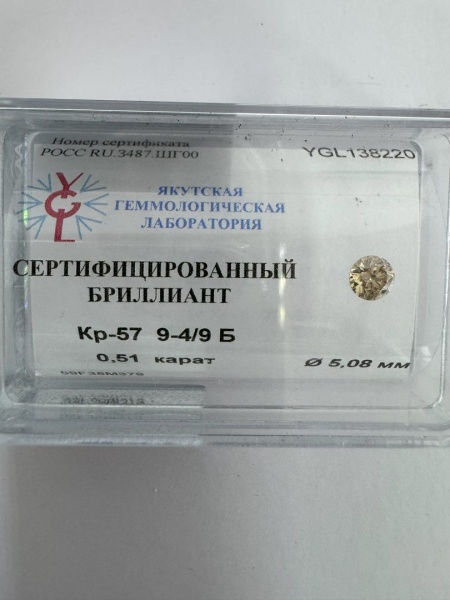 Номер сертификата
РОСС RU.3487.ШГ00
YGL138220
YGL
ЯКУТСКАЯ
ГЕММОЛОГИЧЕСКАЯ
ЛАБОРАТОРИЯ
СЕРТИФИЦИРОВАННЫЙ
БРИЛЛИАНТ
Кр-57 9-4/9 Б
0,51 карат
Ø 5,08 мм